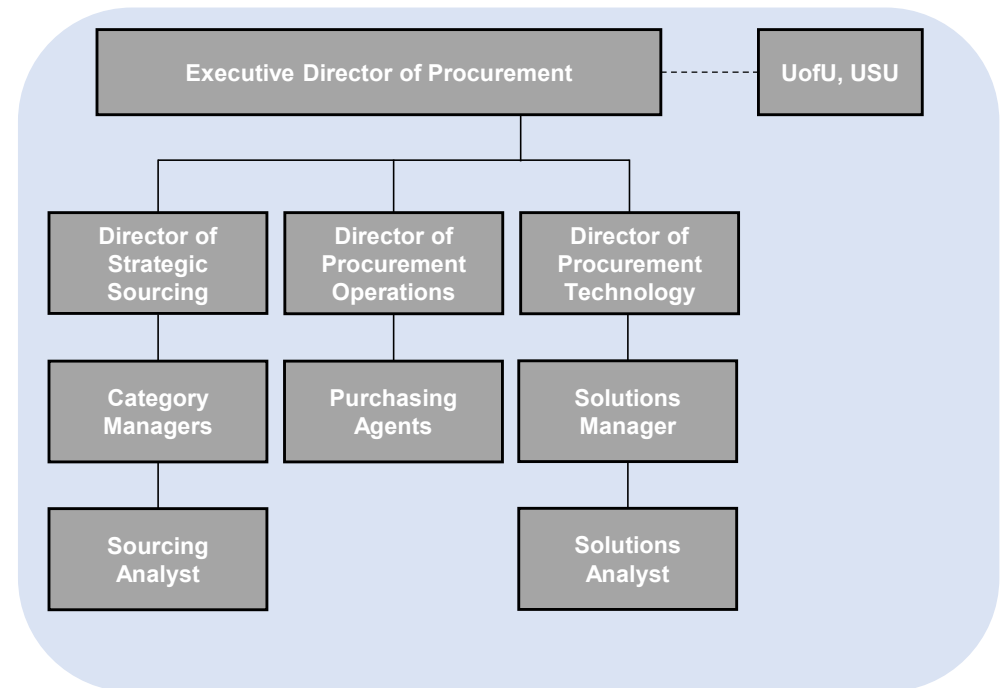 Executive Director of Procurement
UofU, USU
Director of
Strategic
Sourcing
Director of
Procurement
Operations
Director of
Procurement
Technology
Category
Managers
Purchasing
Agents
Solutions
Manager
Sourcing
Analyst
Solutions
Analyst